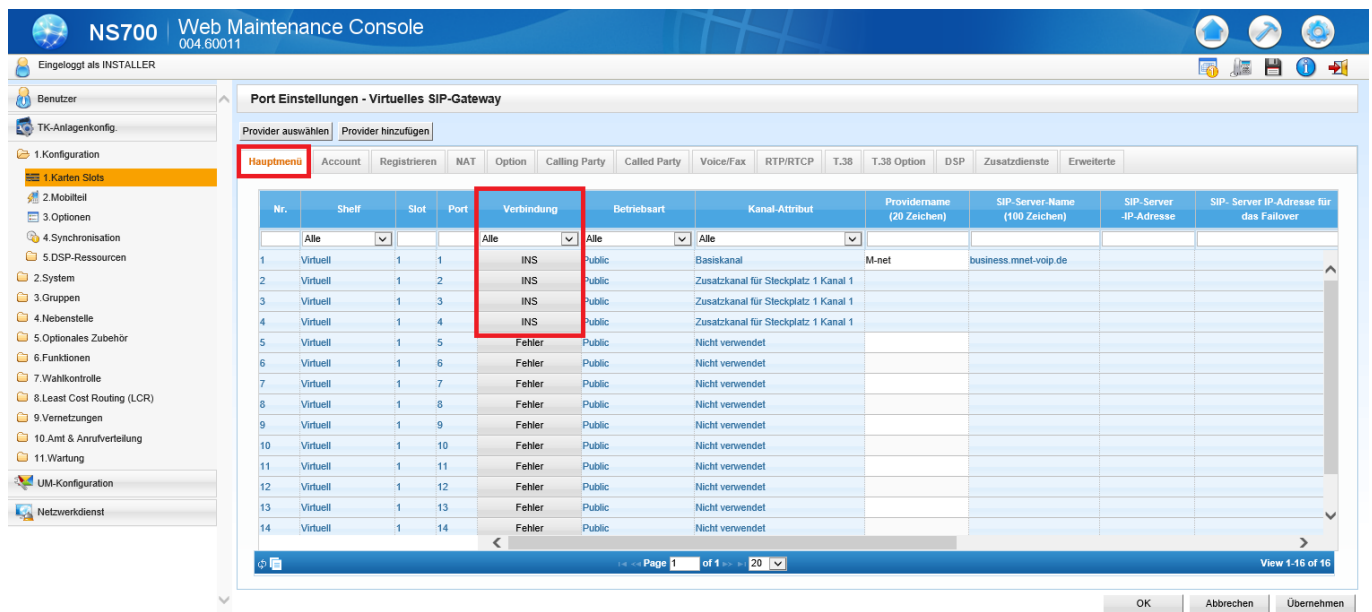 NS700 Web Maintenance Console
004.60011
Eingeloggt als INSTALLER
Benutzer
TK-Anlagenkonfig.
1.Konfiguration
1.Karten Slots
2.Mobilteil
3.Optionen
4.Synchronisation
5.DSP-Ressourcen
2.System
3.Gruppen
4.Nebenstelle
5.Optionales Zubehör
6.Funktionen
7.Wahlkontrolle
8.Least Cost Routing (LCR)
9.Vernetzungen
10.Amt & Anrufverteilung
11.Wartung
UM-Konfiguration
Netzwerkdienst
Port Einstellungen - Virtuelles SIP-Gateway
Provider auswählen Provider hinzufügen
Hauptmenü Account Registrieren NAT Option Calling Party Called Party Voice/Fax RTP/RTCP T.38 T.38 Option DSP Zusatzdienste Erweiterte
Nr. Shelf Slot Port Verbindung Betriebsart Kanal-Attribut Providername (20 Zeichen) SIP-Server-Name (100 Zeichen) SIP-Server -IP-Adresse SIP- Server IP-Adresse für das Failover
Alle Alle Alle Alle
1 Virtuell 1 1 INS Public Basiskanal M-net business.mnet-voip.de
2 Virtuell 1 2 INS Public Zusatzkanal für Steckplatz 1 Kanal 1
3 Virtuell 1 3 INS Public Zusatzkanal für Steckplatz 1 Kanal 1
4 Virtuell 1 4 INS Public Zusatzkanal für Steckplatz 1 Kanal 1
5 Virtuell 1 5 Fehler Public Nicht verwendet
6 Virtuell 1 6 Fehler Public Nicht verwendet
7 Virtuell 1 7 Fehler Public Nicht verwendet
8 Virtuell 1 8 Fehler Public Nicht verwendet
9 Virtuell 1 9 Fehler Public Nicht verwendet
10 Virtuell 1 10 Fehler Public Nicht verwendet
11 Virtuell 1 11 Fehler Public Nicht verwendet
12 Virtuell 1 12 Fehler Public Nicht verwendet
13 Virtuell 1 13 Fehler Public Nicht verwendet
14 Virtuell 1 14 Fehler Public Nicht verwendet
Page 1 of 1 20 View 1-16 of 16
OK Abbrechen Übernehmen